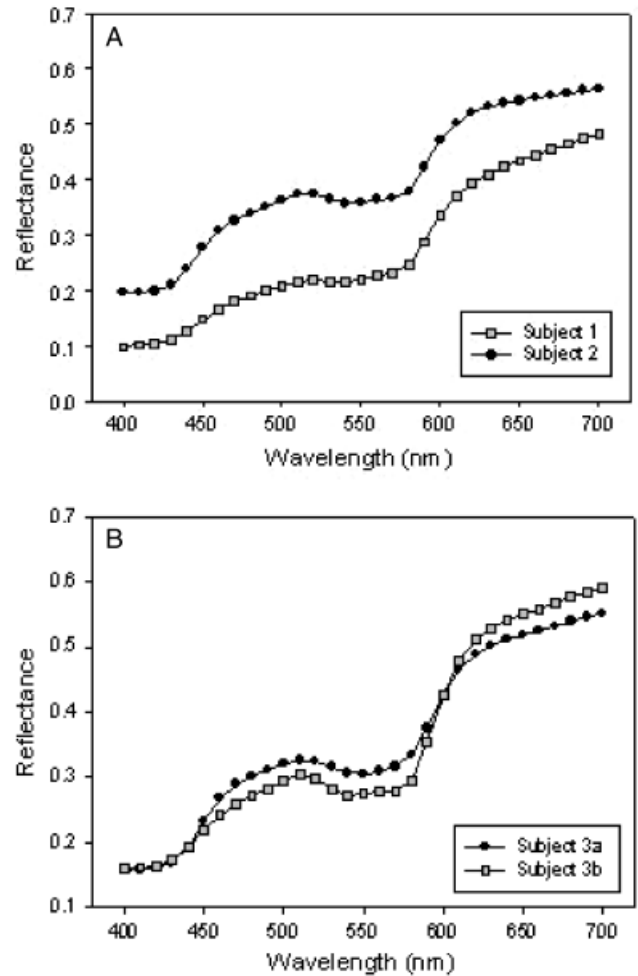 A
0.7
0.6
0.5
0.4
0.3
0.2
0.1
0.0
Reflectance
Subject 1
Subject 2
400 450 500 550 600 650 700
Wavelength (nm)
B
0.7
0.6
0.5
0.4
0.3
0.2
0.1
Reflectance
Subject 3a
Subject 3b
400 450 500 550 600 650 700
Wavelength (nm)